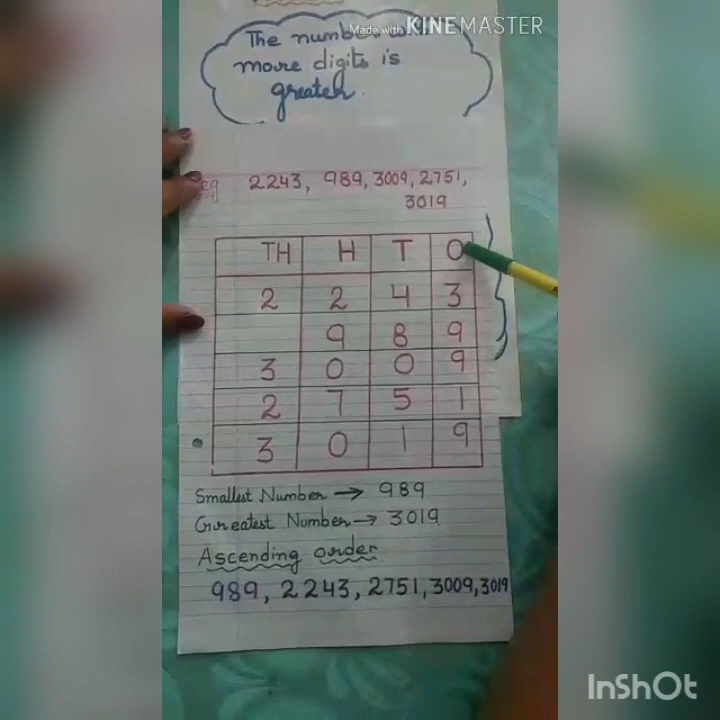 Made with KINEMASTER
The number with
more digits is
greater.
eg 2243, 989, 3009, 2751,
3019
TH H T O
2 2 4 3
9 8 9
3 0 0 9
2 7 5 1
3 0 1 9
Smallest Number → 989
Greatest Number → 3019
Ascending order
989, 2243, 2751, 3009, 3019
InShOt